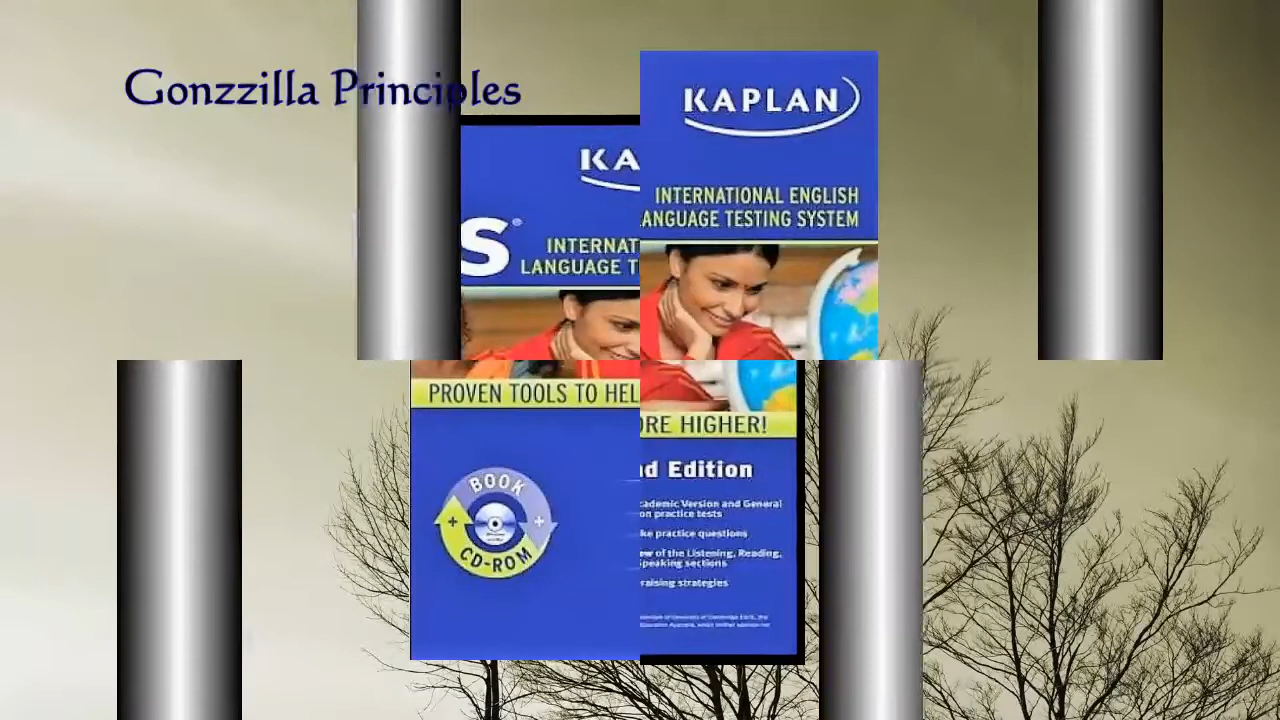 Gonzzilla Principles
KAPLAN
INTERNATIONAL ENGLISH
ANGUAGE TESTING SYSTEM
KA
S®
INTERNAT
LANGUAGE T
PROVEN TOOLS TO HEL
ORE HIGHER!
BOOK
+ +
CD-ROM
nd Edition
cademic Version and General
on practice tests
ke practice questions
ew of the Listening, Reading,
Speaking sections
raising strategies